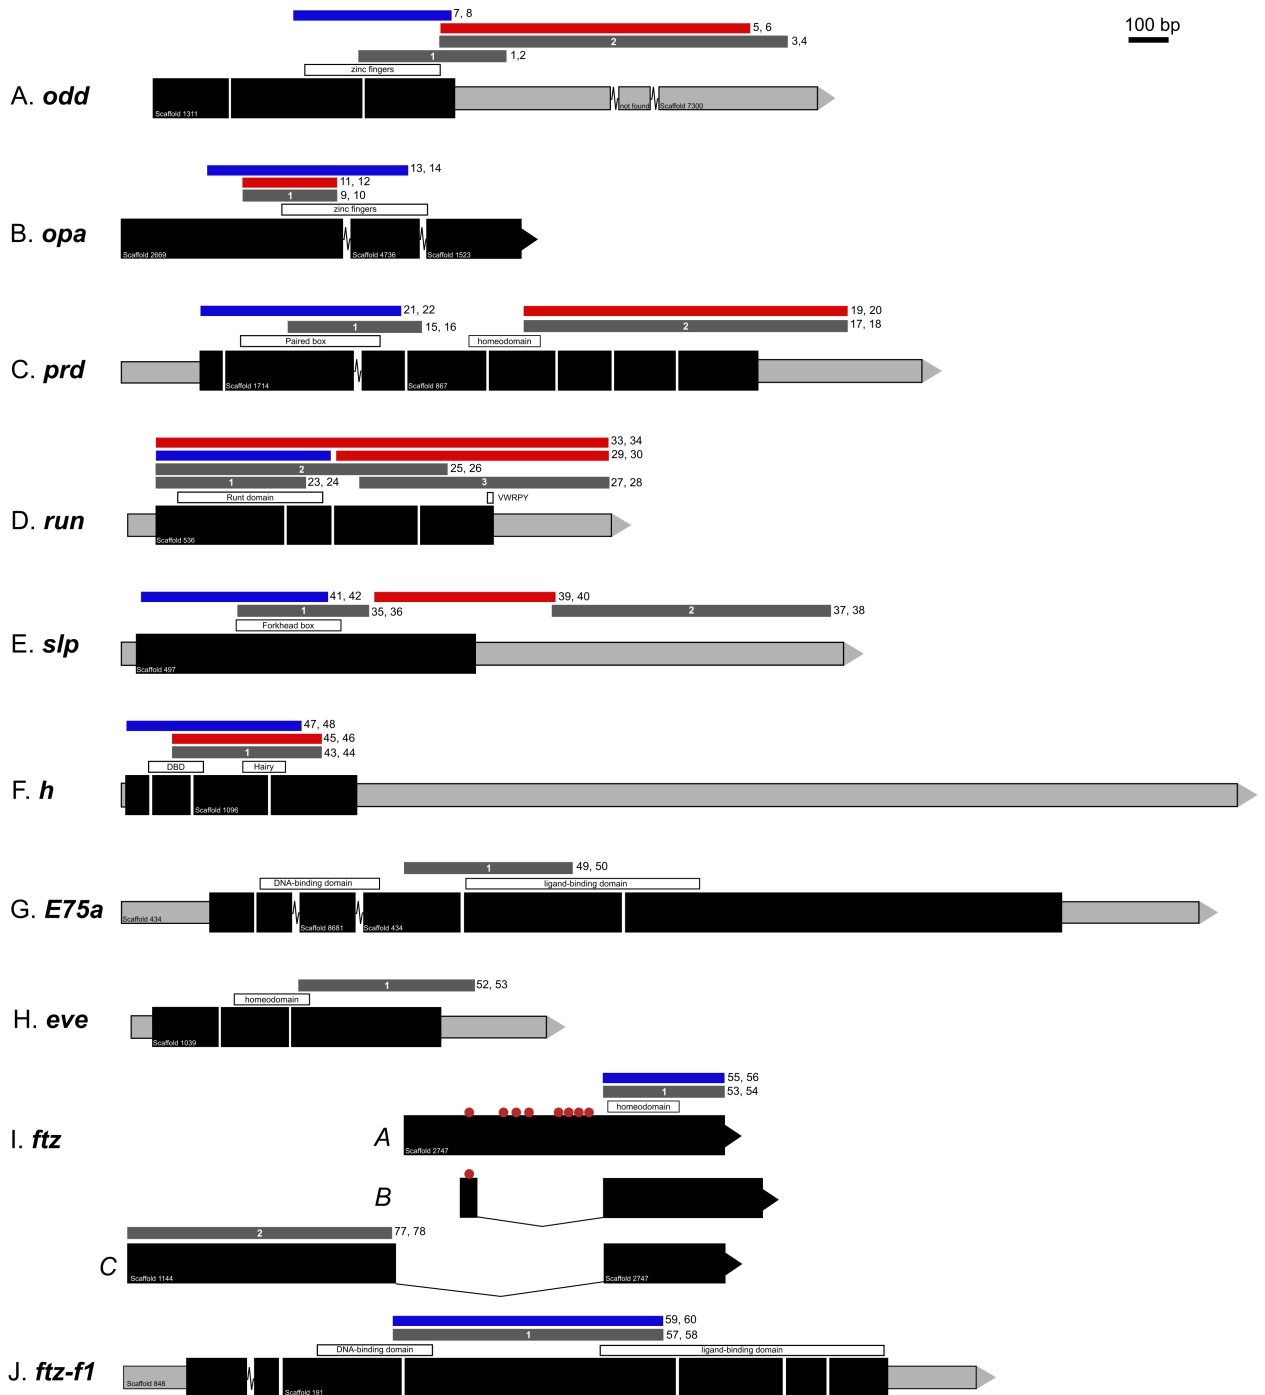 7, 8
100 bp
5, 6
2 3,4
1 1,2
zinc fingers
A. odd
Scaffold 1311 not found Scaffold 7300
13, 14
11, 12
1 9, 10
zinc fingers
B. opa
Scaffold 2669 Scaffold 4736 Scaffold 1523
21, 22 19, 20
1 15, 16 2 17, 18
Paired box homeodomain
C. prd
Scaffold 1714 Scaffold 867
33, 34
29, 30
2 25, 26
1 23, 24 3 27, 28
Runt domain VWRPY
D. run
Scaffold 536
41, 42 39, 40
1 35, 36 2 37, 38
Forkhead box
E. slp
Scaffold 497
47, 48
45, 46
1 43, 44
DBD Hairy
F. h
Scaffold 1096
1 49, 50
DNA-binding domain ligand-binding domain
G. E75a
Scaffold 434 Scaffold 8681 Scaffold 434
1 52, 53
homeodomain
H. eve
Scaffold 1039
55, 56
1 53, 54
homeodomain
I. ftz A
Scaffold 2747
B
2 77, 78
C
Scaffold 1144 Scaffold 2747
59, 60
1 57, 58
DNA-binding domain ligand-binding domain
J. ftz-f1
Scaffold 848 Scaffold 191